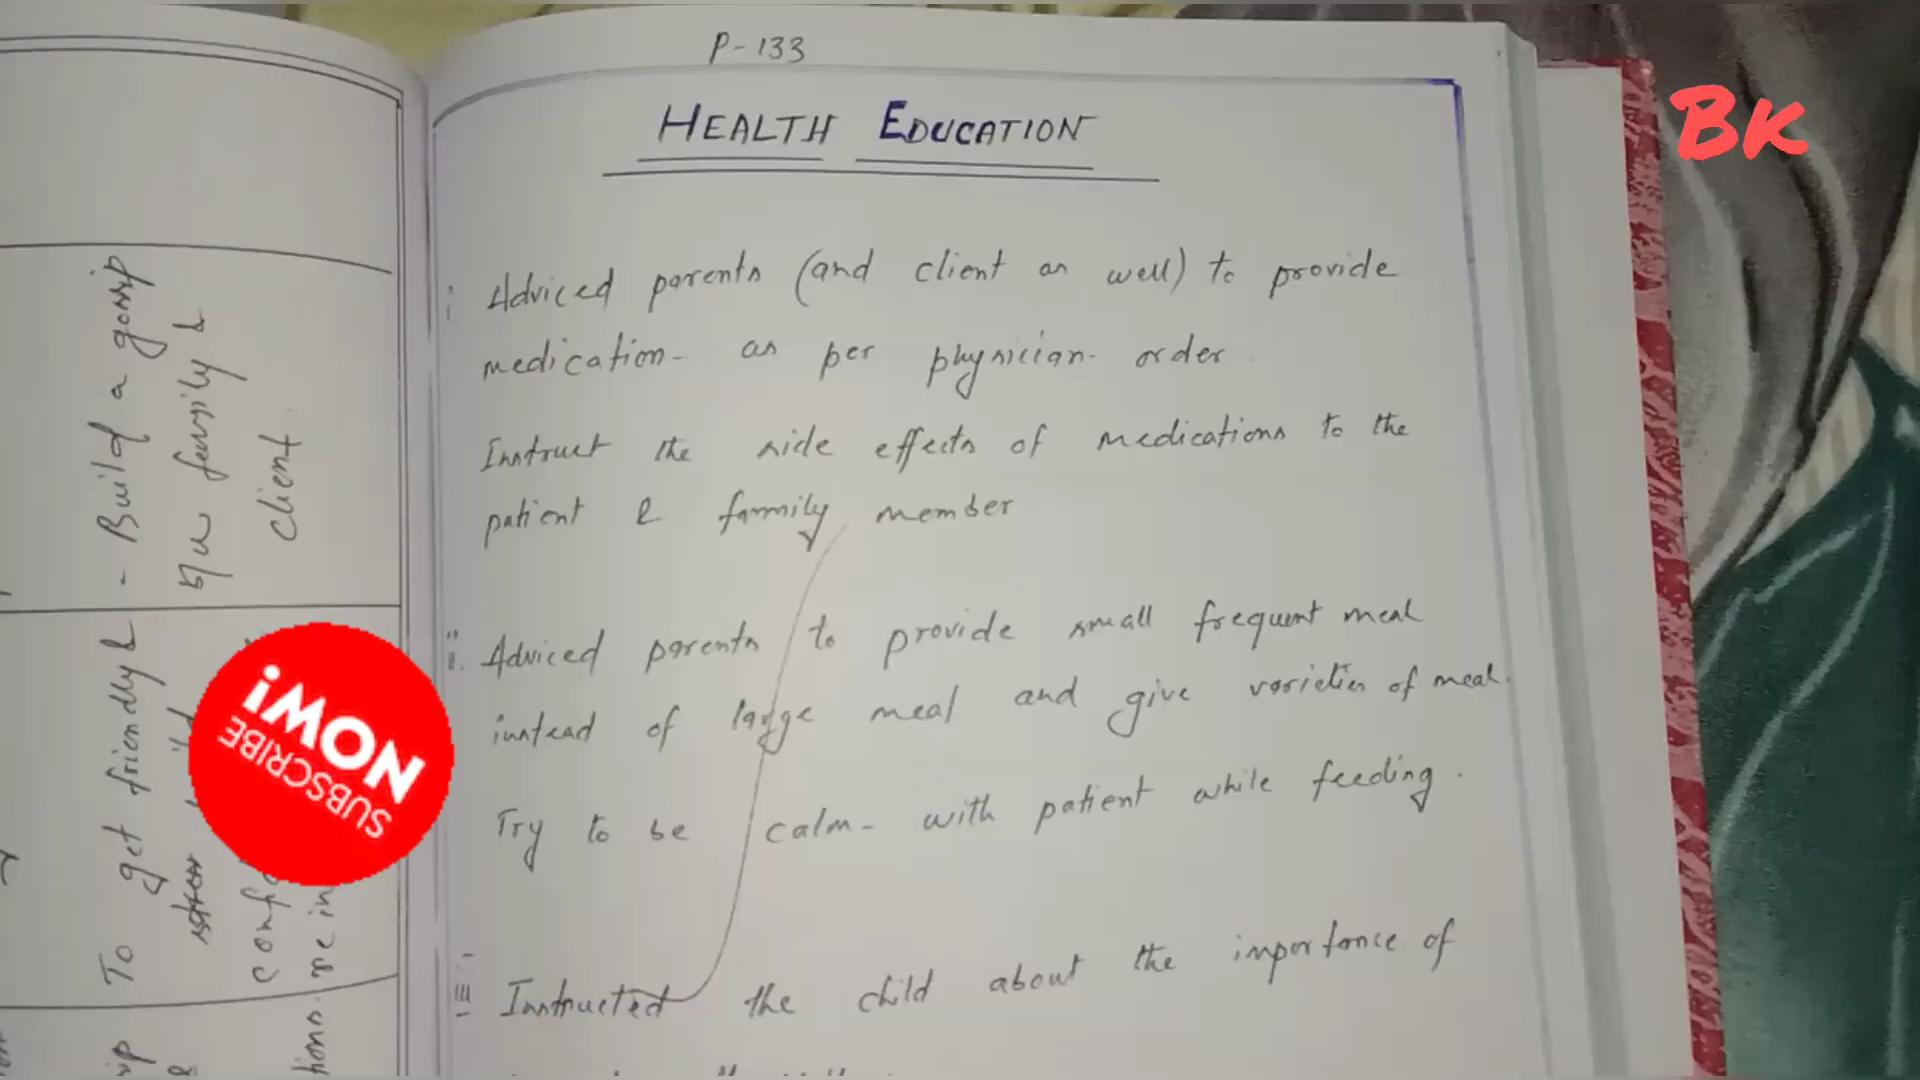 P-133
HEALTH EDUCATION
i. Adviced parents (and client as well) to provide
medication as per physician order
Instruct the side effects of medications to the
patient & family member
ii. Adviced parents to provide small frequent meal
instead of large meal and give varieties of meal.
Try to be calm with patient while feeding.
iii Instructed the child about the importance of
- Build a gossip
family &
client
To get friendly &
Bk
iMON
SUBSCRIBE